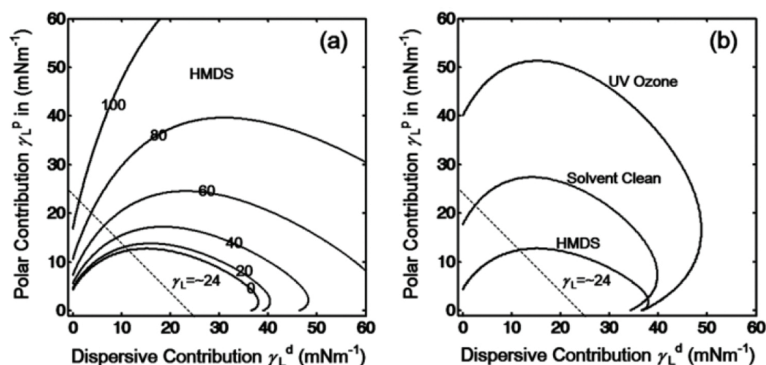 (a)
HMDS
100
80
60
40
20
0
γL=~24
60
50
40
30
20
10
0
0 10 20 30 40 50 60
Polar Contribution γLᵖ in (mNm⁻¹)
Dispersive Contribution γLᵈ (mNm⁻¹)
(b)
UV Ozone
Solvent Clean
HMDS
γL=~24
60
50
40
30
20
10
0
0 10 20 30 40 50 60
Polar Contribution γLᵖ in (mNm⁻¹)
Dispersive Contribution γLᵈ (mNm⁻¹)